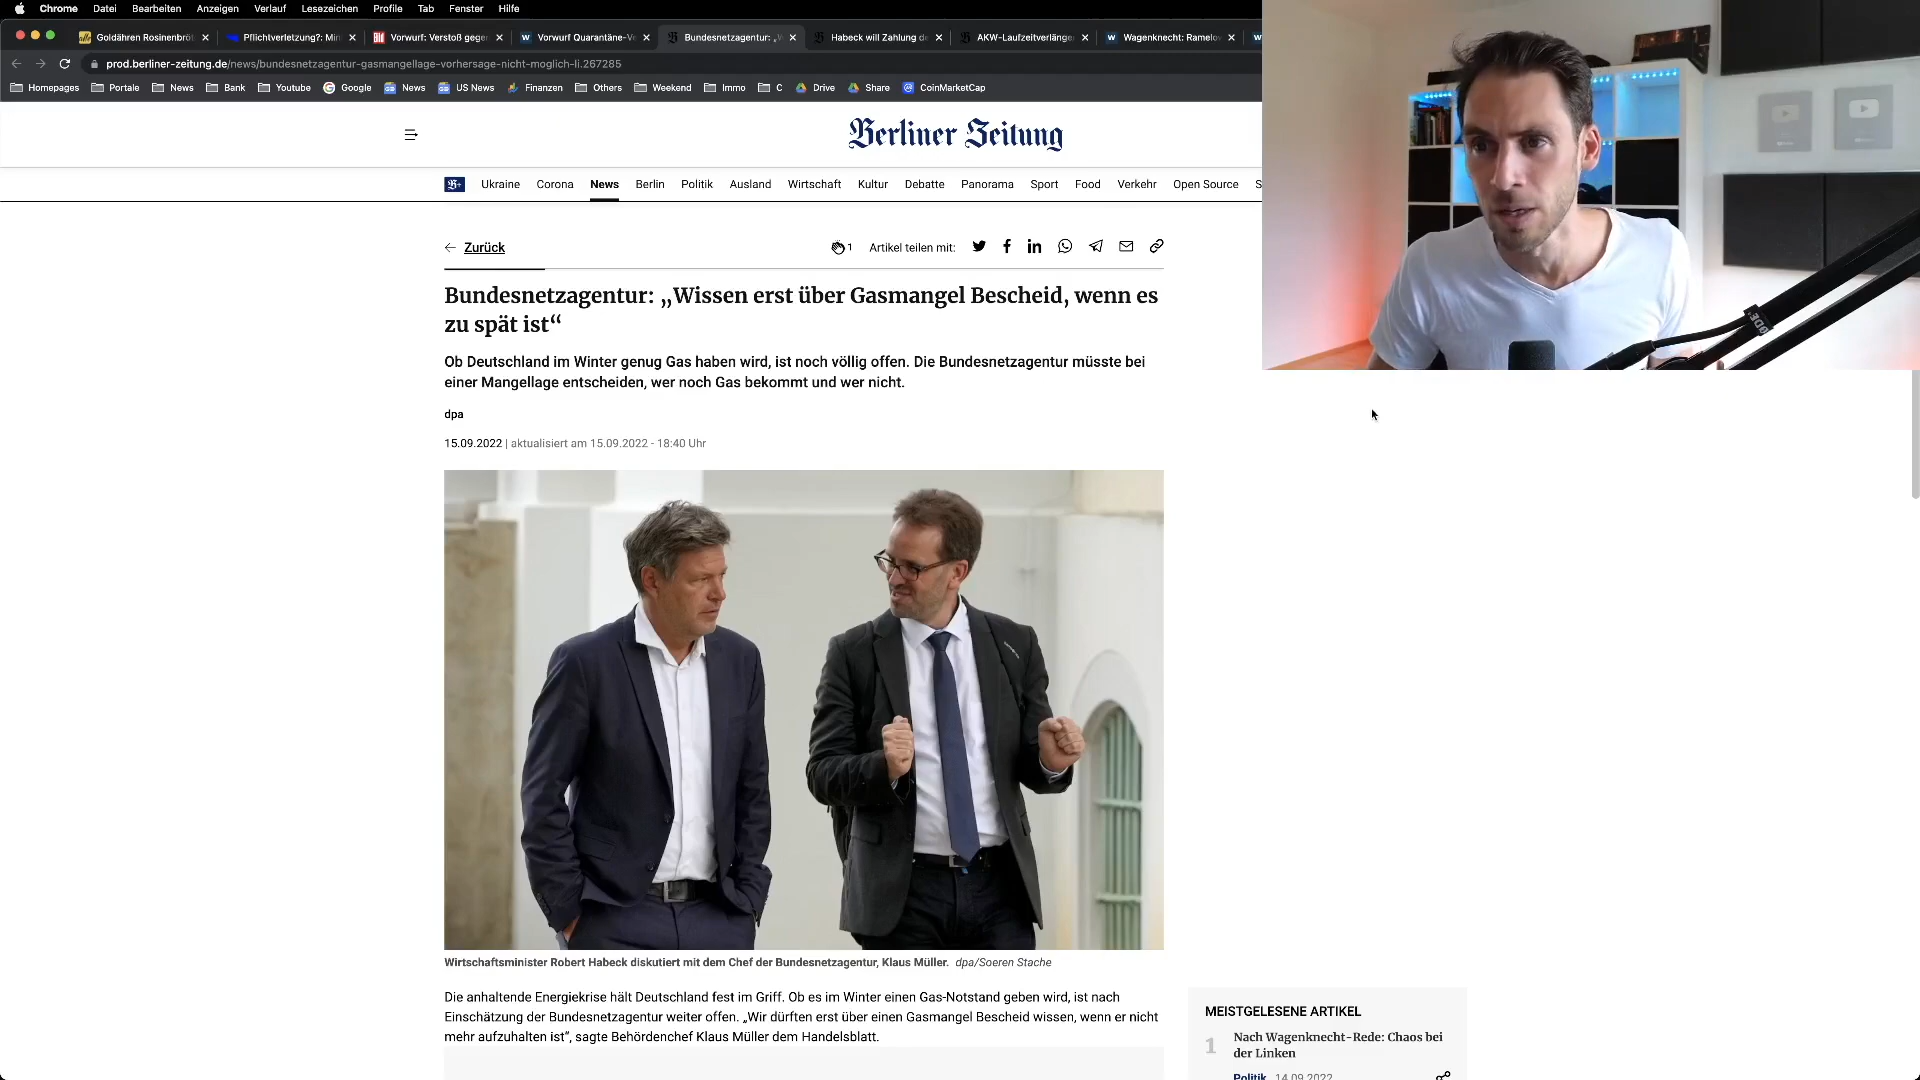 Chrome Datei Bearbeiten Anzeigen Verlauf Lesezeichen Profile Tab Fenster Hilfe
Goldähren Rosinenbröt Pflichtverletzung?: Min Vorwurf: Verstoß gegen Vorwurf Quarantäne-Ve Bundesnetzagentur: „W Habeck will Zahlung de AKW-Laufzeitverlänge Wagenknecht: Ramelow
prod.berliner-zeitung.de/news/bundesnetzagentur-gasmangellage-vorhersage-nicht-moglich-li.267285
Homepages Portale News Bank Youtube Google News US News Finanzen Others Weekend Immo C Drive Share CoinMarketCap
Berliner Zeitung
B+ Ukraine Corona News Berlin Politik Ausland Wirtschaft Kultur Debatte Panorama Sport Food Verkehr Open Source S
Zurück 1 Artikel teilen mit:
Bundesnetzagentur: „Wissen erst über Gasmangel Bescheid, wenn es
zu spät ist“
Ob Deutschland im Winter genug Gas haben wird, ist noch völlig offen. Die Bundesnetzagentur müsste bei
einer Mangellage entscheiden, wer noch Gas bekommt und wer nicht.
dpa
15.09.2022 | aktualisiert am 15.09.2022 - 18:40 Uhr
Wirtschaftsminister Robert Habeck diskutiert mit dem Chef der Bundesnetzagentur, Klaus Müller. dpa/Soeren Stache
Die anhaltende Energiekrise hält Deutschland fest im Griff. Ob es im Winter einen Gas-Notstand geben wird, ist nach
Einschätzung der Bundesnetzagentur weiter offen. „Wir dürften erst über einen Gasmangel Bescheid wissen, wenn er nicht
mehr aufzuhalten ist“, sagte Behördenchef Klaus Müller dem Handelsblatt.
MEISTGELESENE ARTIKEL
1 Nach Wagenknecht-Rede: Chaos bei
der Linken
Politik 14.09.2022